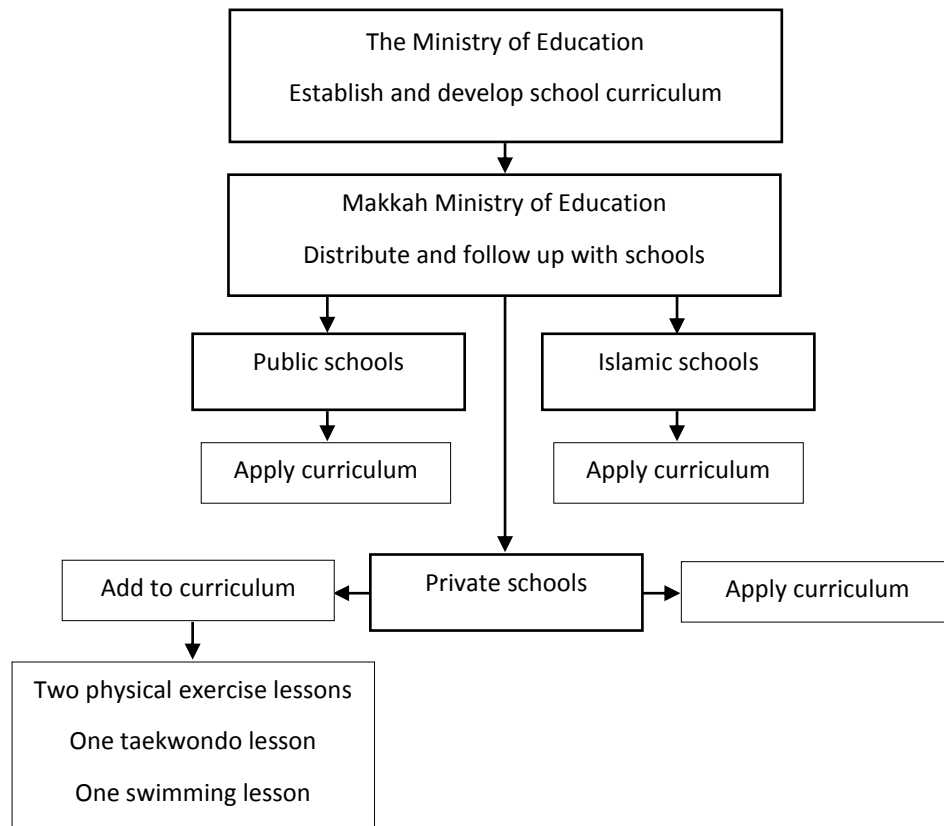 The Ministry of Education
Establish and develop school curriculum
Makkah Ministry of Education
Distribute and follow up with schools
Public schools
Islamic schools
Apply curriculum
Apply curriculum
Add to curriculum
Private schools
Apply curriculum
Two physical exercise lessons
One taekwondo lesson
One swimming lesson